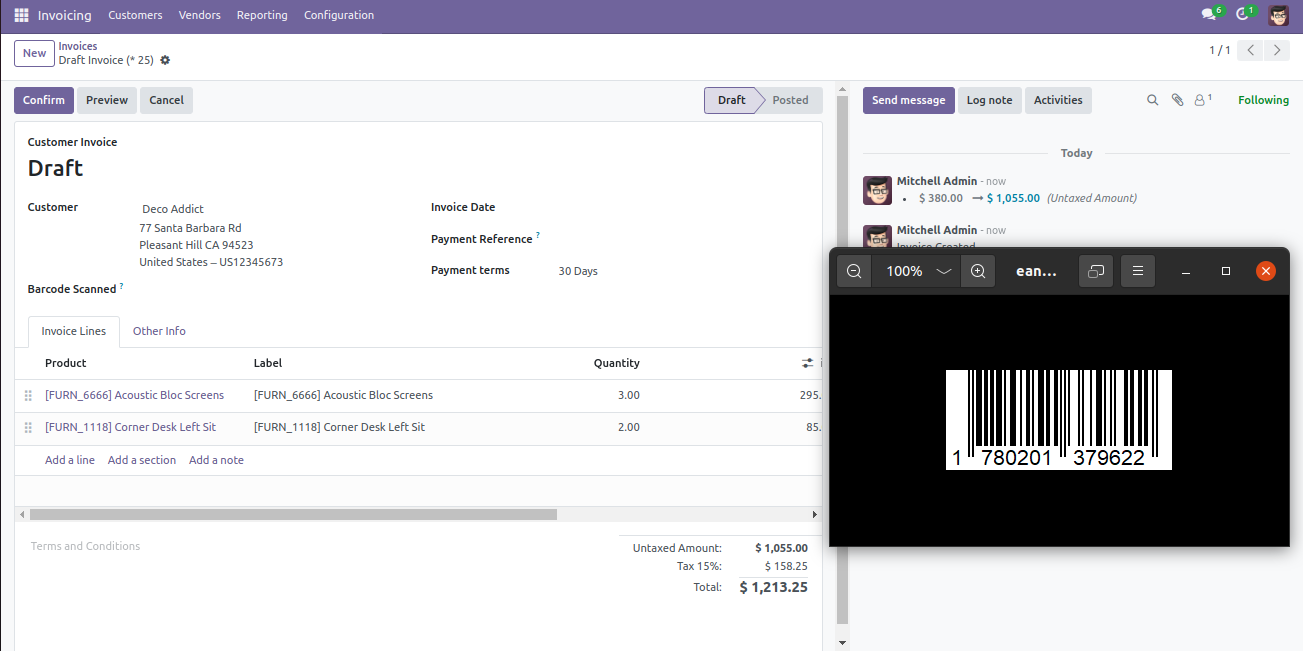 Invoicing Customers Vendors Reporting Configuration 6 1
New Invoices
Draft Invoice (* 25) 1 / 1
Confirm Preview Cancel Draft Posted
Send message Log note Activities 1 Following
Customer Invoice
Draft
Customer Deco Addict
77 Santa Barbara Rd
Pleasant Hill CA 94523
United States – US12345673
Barcode Scanned ?
Invoice Date
Payment Reference ?
Payment terms 30 Days
Invoice Lines Other Info
Product Label Quantity
[FURN_6666] Acoustic Bloc Screens [FURN_6666] Acoustic Bloc Screens 3.00 295.
[FURN_1118] Corner Desk Left Sit [FURN_1118] Corner Desk Left Sit 2.00 85.
Add a line Add a section Add a note
Terms and Conditions
Untaxed Amount: $ 1,055.00
Tax 15%: $ 158.25
Total: $ 1,213.25
Today
Mitchell Admin - now
• $ 380.00 → $ 1,055.00 (Untaxed Amount)
Mitchell Admin - now
Invoice Created
100% ean...
1 780201 379622